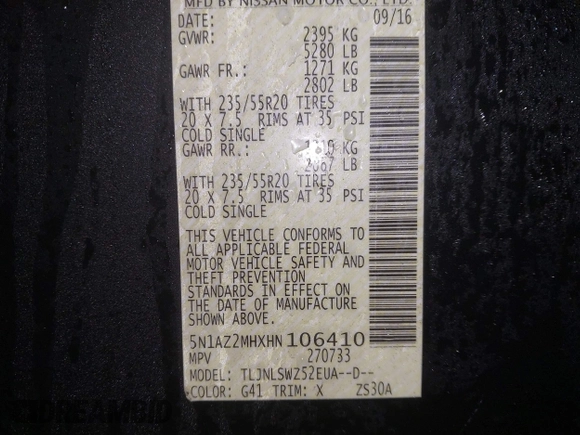 MFD BY NISSAN MOTOR CO., LTD.
DATE: 09/16
GVWR: 2395 KG
5280 LB
GAWR FR.: 1271 KG
2802 LB
WITH 235/55R20 TIRES
20 X 7.5 RIMS AT 35 PSI
COLD SINGLE
GAWR RR.: KG
LB
WITH 235/55R20 TIRES
20 X 7.5 RIMS AT 35 PSI
COLD SINGLE
THIS VEHICLE CONFORMS TO
ALL APPLICABLE FEDERAL
MOTOR VEHICLE SAFETY AND
THEFT PREVENTION
STANDARDS IN EFFECT ON
THE DATE OF MANUFACTURE
SHOWN ABOVE.
5N1AZ2MHXHN106410
MPV 270733
MODEL: TLJNLSWZ52EUA--D--
COLOR: G41 TRIM: X ZS30A
IDREAMBID